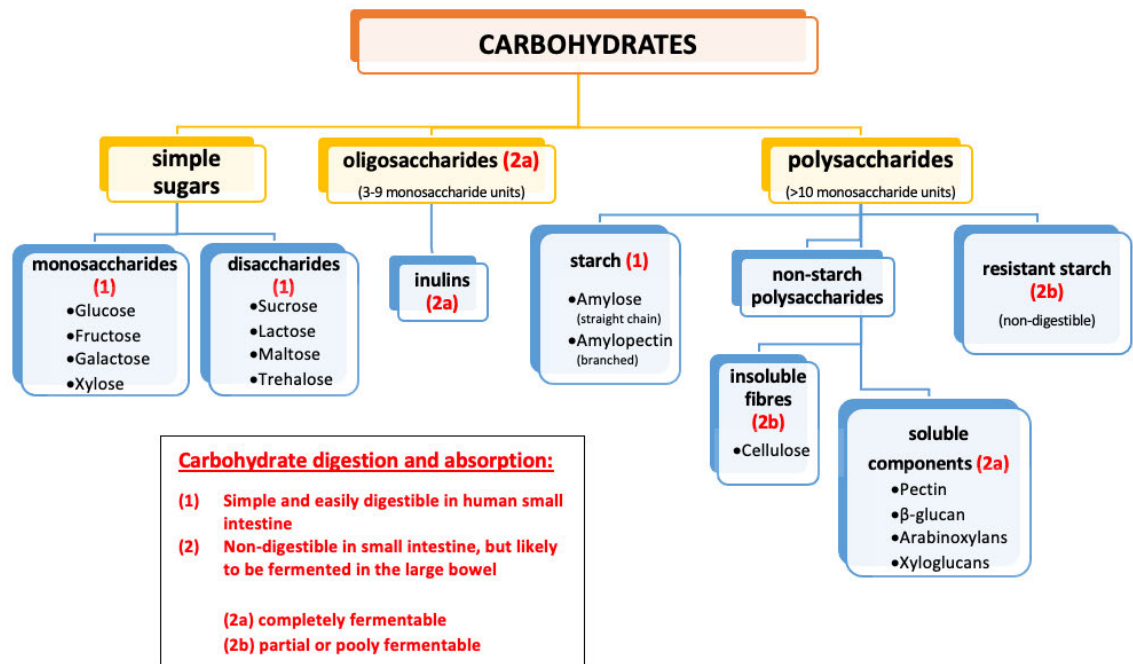 CARBOHYDRATES
simple
sugars
oligosaccharides (2a)
(3-9 monosaccharide units)
polysaccharides
(>10 monosaccharide units)
monosaccharides
(1)
•Glucose
•Fructose
•Galactose
•Xylose
disaccharides
(1)
•Sucrose
•Lactose
•Maltose
•Trehalose
inulins
(2a)
starch (1)
•Amylose
(straight chain)
•Amylopectin
(branched)
non-starch
polysaccharides
resistant starch
(2b)
(non-digestible)
insoluble
fibres
(2b)
•Cellulose
soluble
components (2a)
•Pectin
•β-glucan
•Arabinoxylans
•Xyloglucans
Carbohydrate digestion and absorption:
(1) Simple and easily digestible in human small
intestine
(2) Non-digestible in small intestine, but likely
to be fermented in the large bowel
(2a) completely fermentable
(2b) partial or pooly fermentable